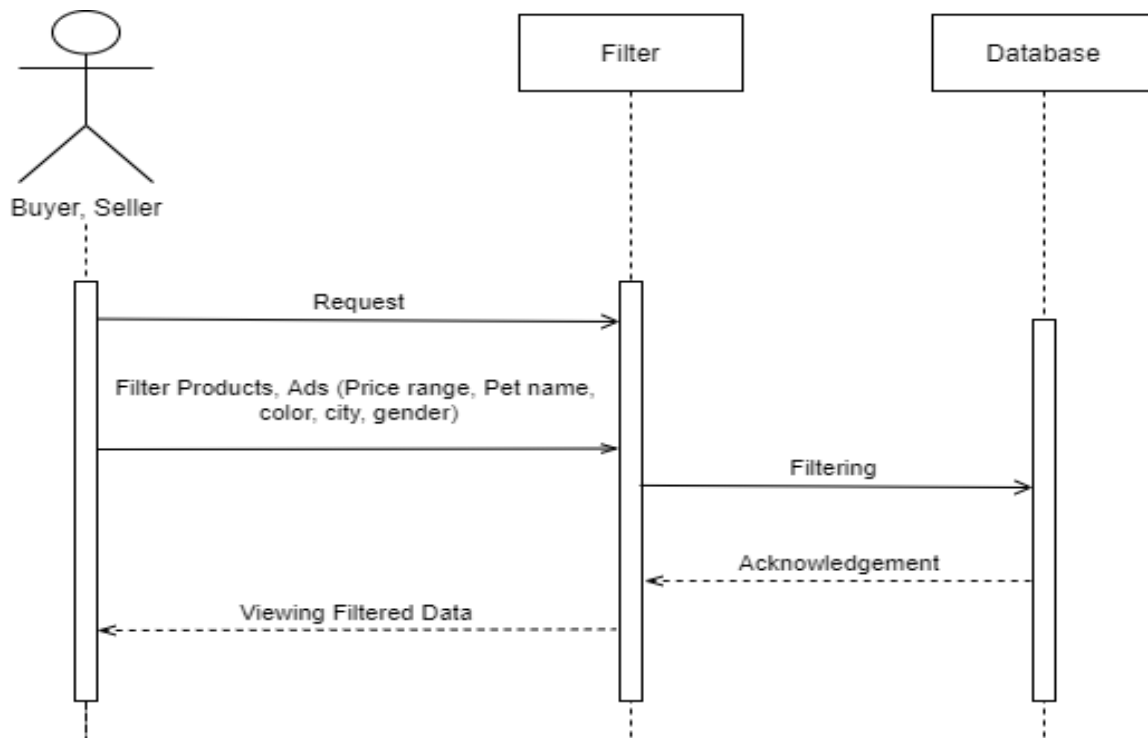 Filter
Database
Buyer, Seller
Request
Filter Products, Ads (Price range, Pet name,
color, city, gender)
Filtering
Acknowledgement
Viewing Filtered Data